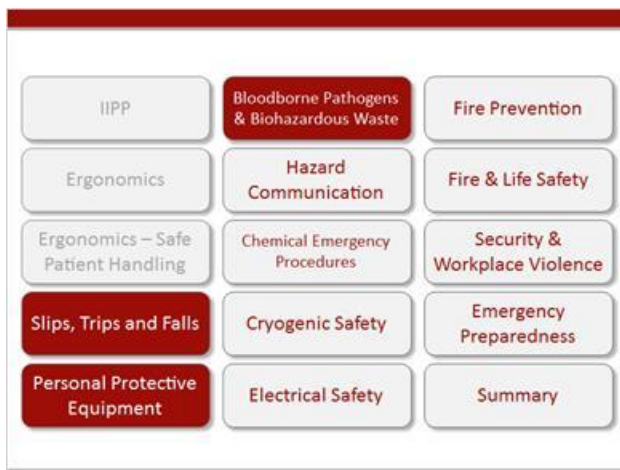 IIPP
Ergonomics
Ergonomics – Safe
Patient Handling
Slips, Trips and Falls
Personal Protective
Equipment
Bloodborne Pathogens
& Biohazardous Waste
Hazard
Communication
Chemical Emergency
Procedures
Cryogenic Safety
Electrical Safety
Fire Prevention
Fire & Life Safety
Security &
Workplace Violence
Emergency
Preparedness
Summary